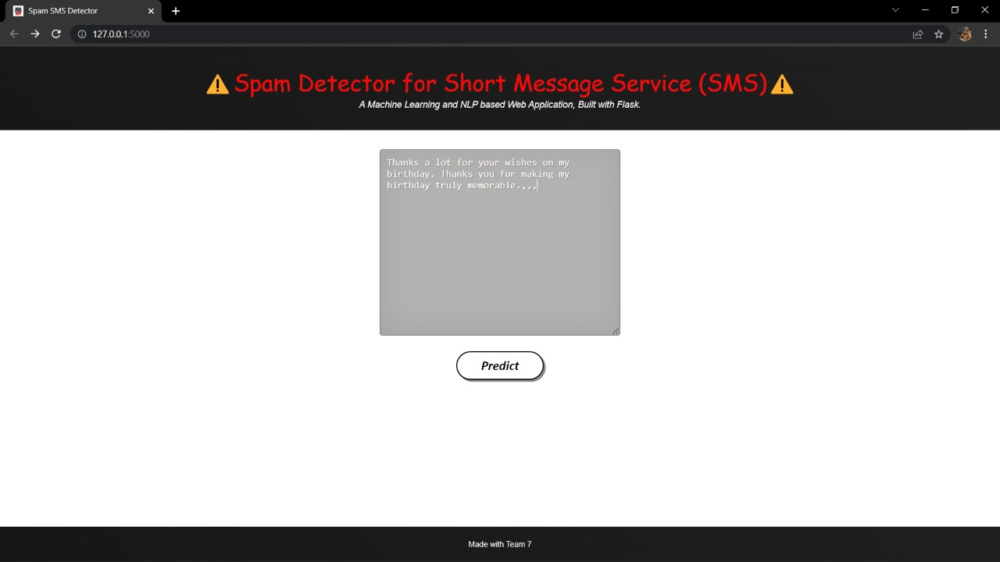 Spam SMS Detector
127.0.0.1:5000
Spam Detector for Short Message Service (SMS)
A Machine Learning and NLP based Web Application, Built with Flask.
Thanks a lot for your wishes on my
birthday. Thanks you for making my
birthday truly memorable.,,,
Predict
Made with Team 7